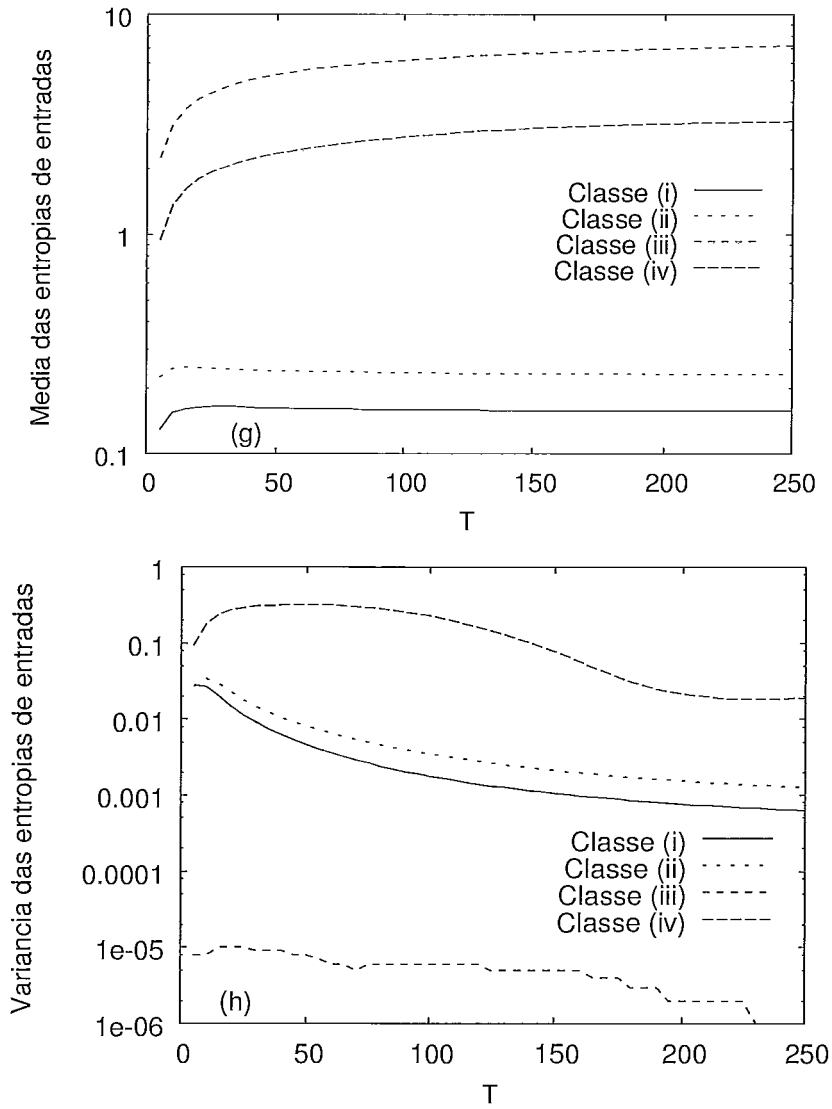 10
1
0.1
Media das entropias de entradas
Classe (i)
Classe (ii)
Classe (iii)
Classe (iv)
(g)
0
50
100
150
200
250
T
1
0.1
0.01
0.001
0.0001
1e-05
1e-06
Variancia das entropias de entradas
Classe (i)
Classe (ii)
Classe (iii)
Classe (iv)
(h)
0
50
100
150
200
250
T